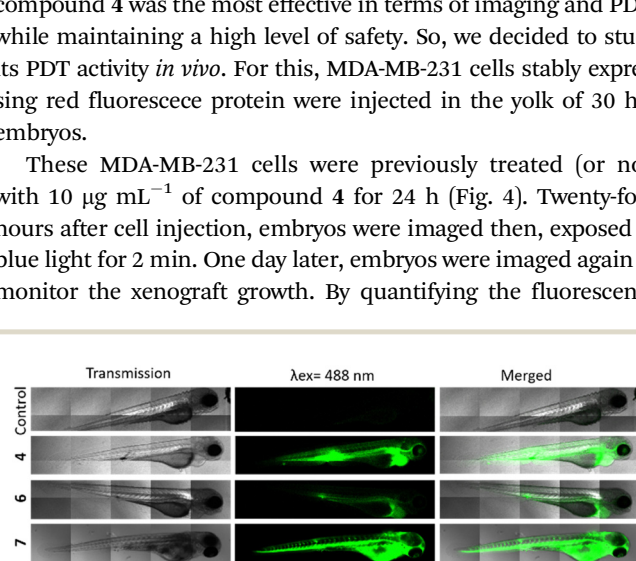 compound 4 was the most effective in terms of imaging and PD
while maintaining a high level of safety. So, we decided to stu
its PDT activity in vivo. For this, MDA-MB-231 cells stably expre
sing red fluorescece protein were injected in the yolk of 30 h
embryos.
These MDA-MB-231 cells were previously treated (or no
with 10 μg mL−1 of compound 4 for 24 h (Fig. 4). Twenty-fo
hours after cell injection, embryos were imaged then, exposed
blue light for 2 min. One day later, embryos were imaged again
monitor the xenograft growth. By quantifying the fluorescen
Transmission λex= 488 nm Merged
Control
4
6
7